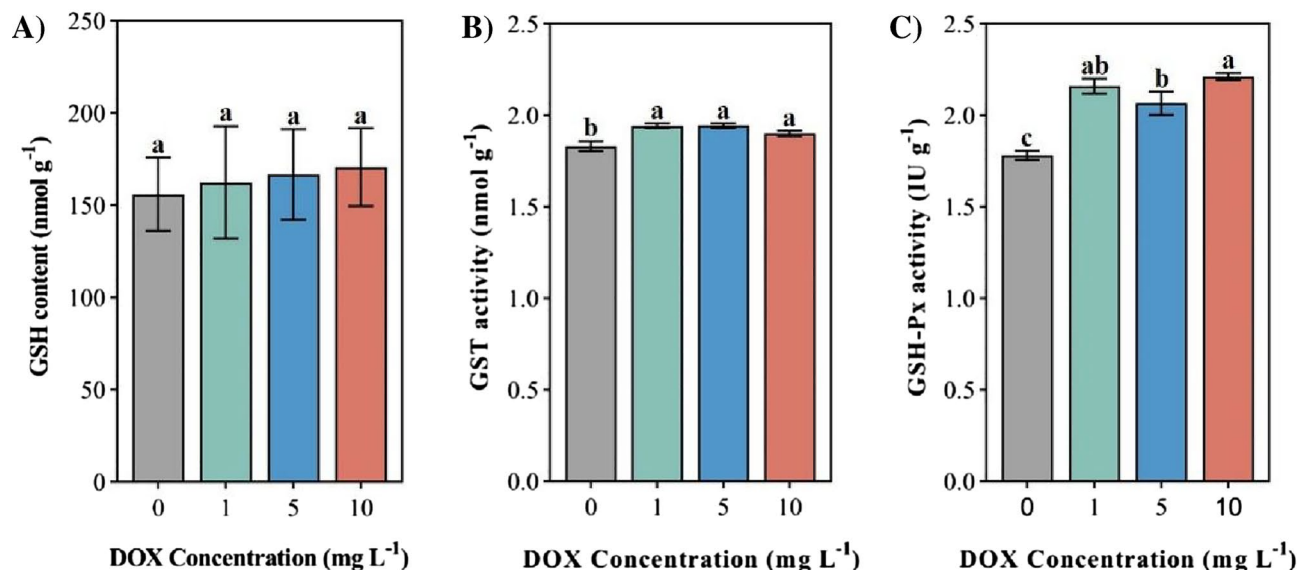 A)
GSH content (nmol g⁻¹)
250
200
150
100
50
0
a
a
a
a
0 1 5 10
DOX Concentration (mg L⁻¹)
B)
GST activity (nmol g⁻¹)
2.5
2.0
1.5
1.0
0.5
0.0
b
a
a
a
0 1 5 10
DOX Concentration (mg L⁻¹)
C)
GSH-Px activity (IU g⁻¹)
2.5
2.0
1.5
1.0
0.5
0.0
c
ab
b
a
0 1 5 10
DOX Concentration (mg L⁻¹)